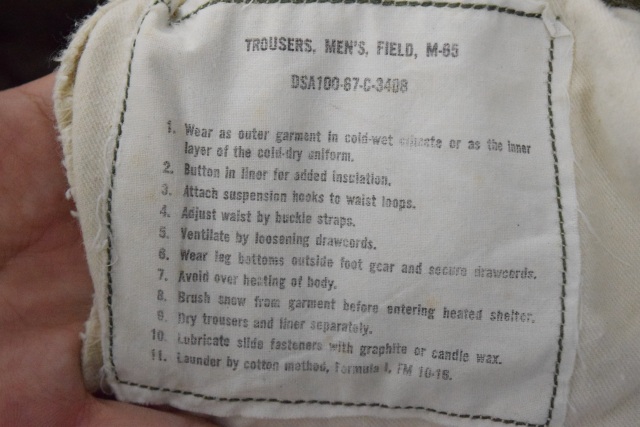 TROUSERS, MEN'S, FIELD, M-65
DSA100-67-C-3408
1. Wear as outer garment in cold-wet climate or as the inner
layer of the cold-dry uniform.
2. Button in liner for added insulation.
3. Attach suspension hooks to waist loops.
4. Adjust waist by buckle straps.
5. Ventilate by loosening drawcords.
6. Wear leg bottoms outside foot gear and secure drawcords.
7. Avoid over heating of body.
8. Brush snow from garment before entering heated shelter.
9. Dry trousers and liner separately.
10. Lubricate slide fasteners with graphite or candle wax.
11. Launder by cotton method, Formula I, FM 10-16.